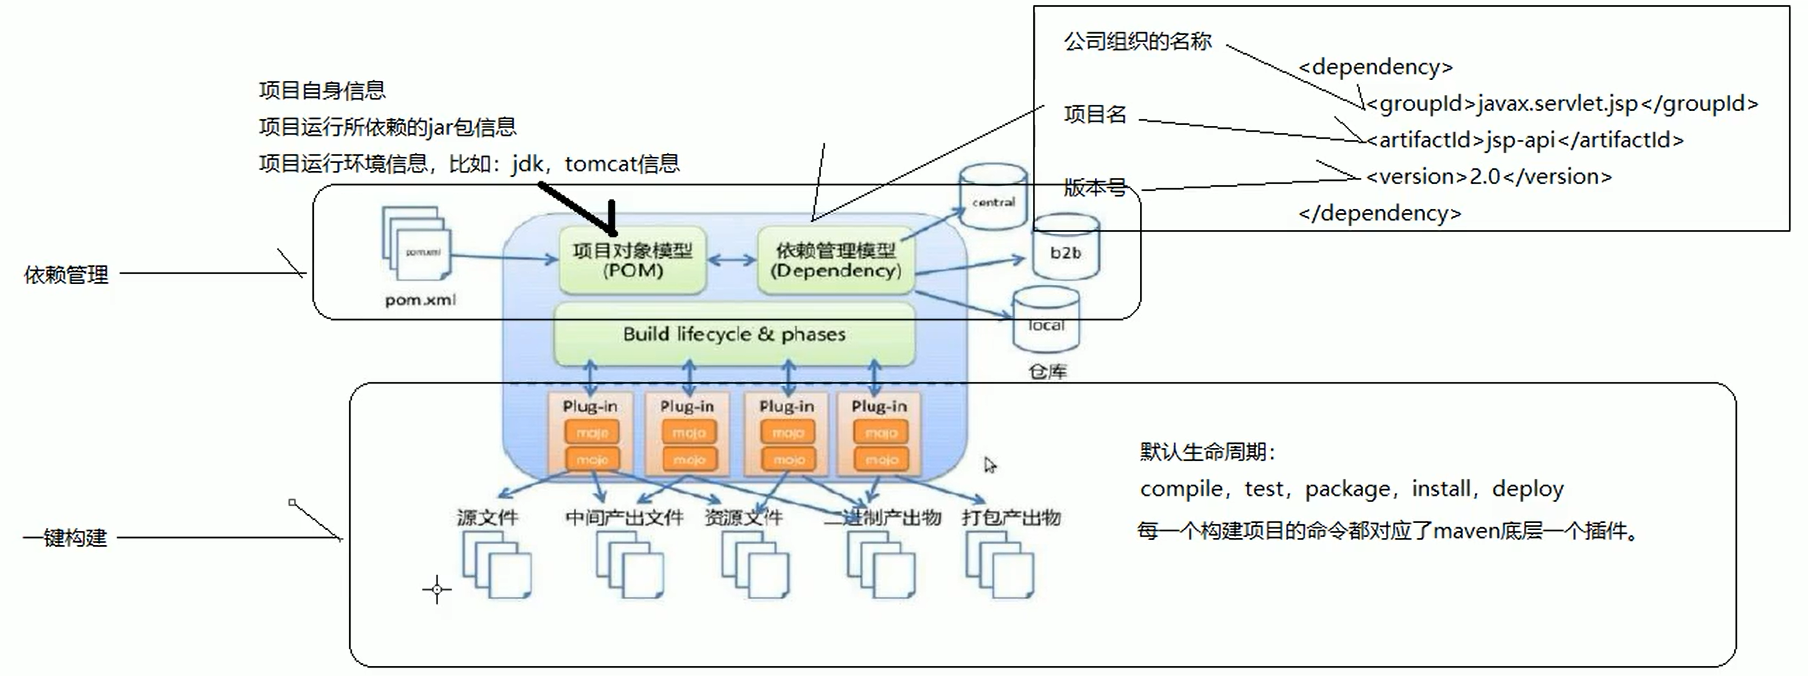 公司组织的名称
<dependency>
项目自身信息
<groupId>javax.servlet.jsp</groupId>
项目运行所依赖的jar包信息
项目名
<artifactId>jsp-api</artifactId>
项目运行环境信息，比如：jdk，tomcat信息
版本号
<version>2.0</version>
</dependency>
central
pom.xml
项目对象模型
(POM)
依赖管理模型
(Dependency)
b2b
依赖管理
pom.xml
local
Build lifecycle & phases
仓库
Plug-in
Plug-in
Plug-in
Plug-in
mojo
mojo
mojo
mojo
mojo
mojo
mojo
mojo
默认生命周期：
compile，test，package，install，deploy
源文件
中间产出文件
资源文件
二进制产出物
打包产出物
每一个构建项目的命令都对应了maven底层一个插件。
一键构建